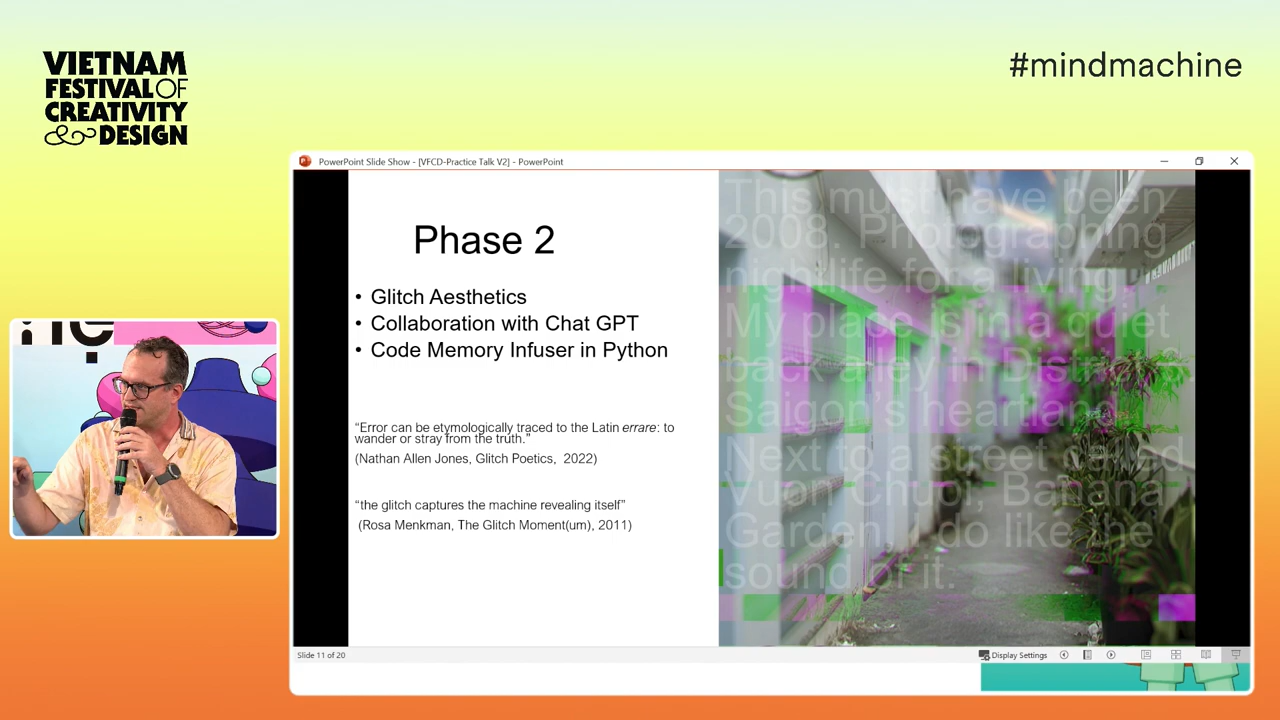 VIETNAM
FESTIVAL OF
CREATIVITY
& DESIGN
#mindmachine
PowerPoint Slide Show - [VFCD-Practice Talk V2] - PowerPoint
Phase 2
• Glitch Aesthetics
• Collaboration with Chat GPT
• Code Memory Infuser in Python
“Error can be etymologically traced to the Latin errare: to
wander or stray from the truth.”
(Nathan Allen Jones, Glitch Poetics,  2022)
“the glitch captures the machine revealing itself”
(Rosa Menkman, The Glitch Moment(um), 2011)
This must have been
2008. Photographing
nightlife for a living.
My place is in a quiet
back alley in District
Saigon's heartland.
Next to a street called
Vuon Chuoi, Banana
Garden. I do like the
sound of it.
Slide 11 of 20
Display Settings